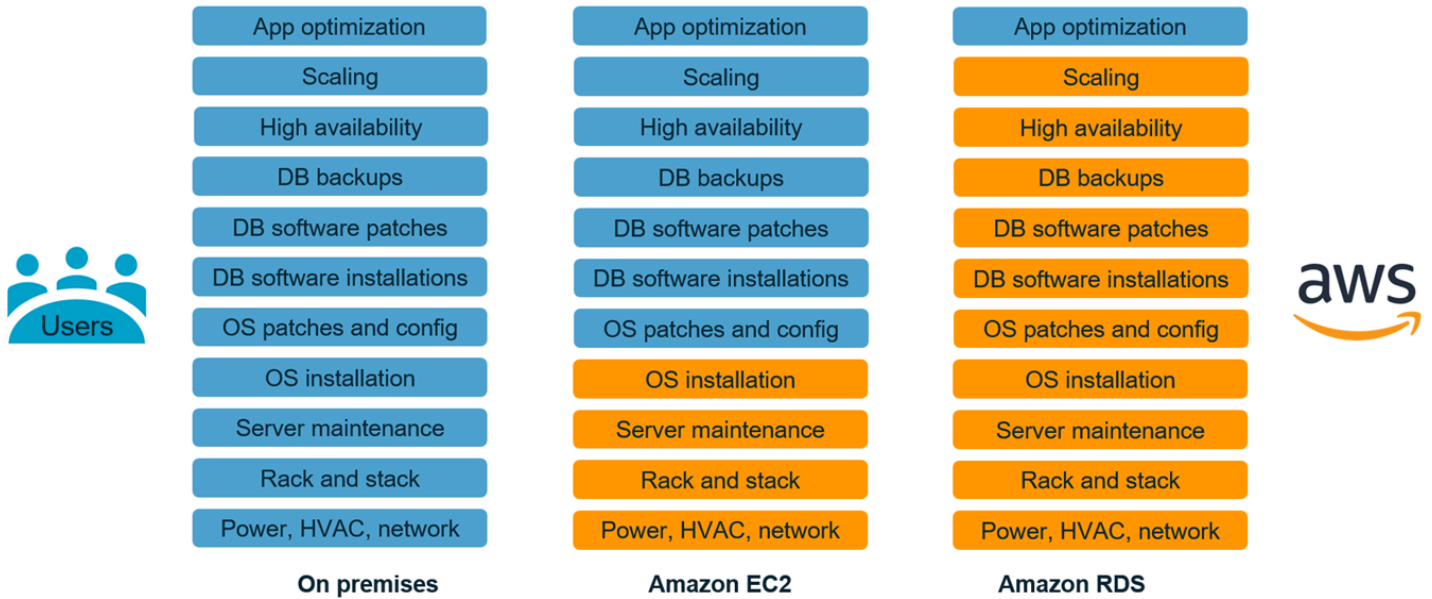 App optimization
App optimization
App optimization
Scaling
Scaling
Scaling
High availability
High availability
High availability
DB backups
DB backups
DB backups
DB software patches
DB software patches
DB software patches
DB software installations
DB software installations
DB software installations
aws
Users
OS patches and config
OS patches and config
OS patches and config
OS installation
OS installation
OS installation
Server maintenance
Server maintenance
Server maintenance
Rack and stack
Rack and stack
Rack and stack
Power, HVAC, network
Power, HVAC, network
Power, HVAC, network
On premises
Amazon EC2
Amazon RDS